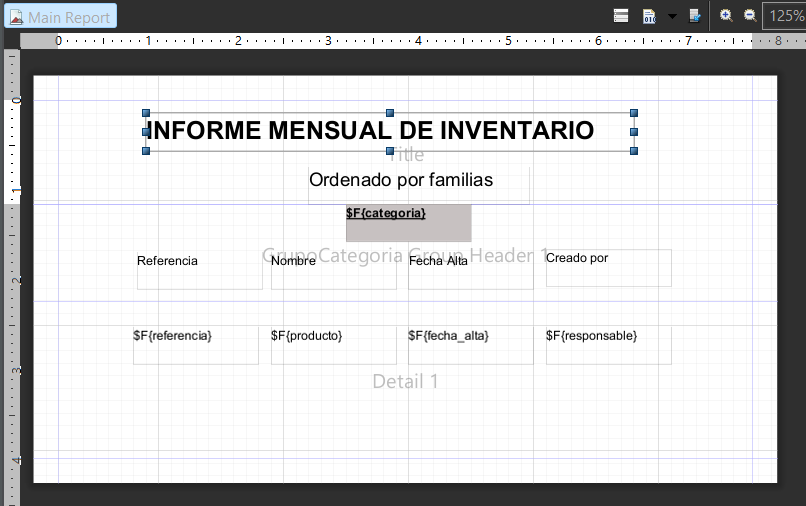 Main Report
125%
0 1 2 3 4 5 6 7 8
0
INFORME MENSUAL DE INVENTARIO
Title
Ordenado por familias
1
$F{categoria}
GrupoCategoria Group Header 1
Referencia Nombre Fecha Alta Creado por
2
$F{referencia} $F{producto} $F{fecha_alta} $F{responsable}
3
Detail 1
4